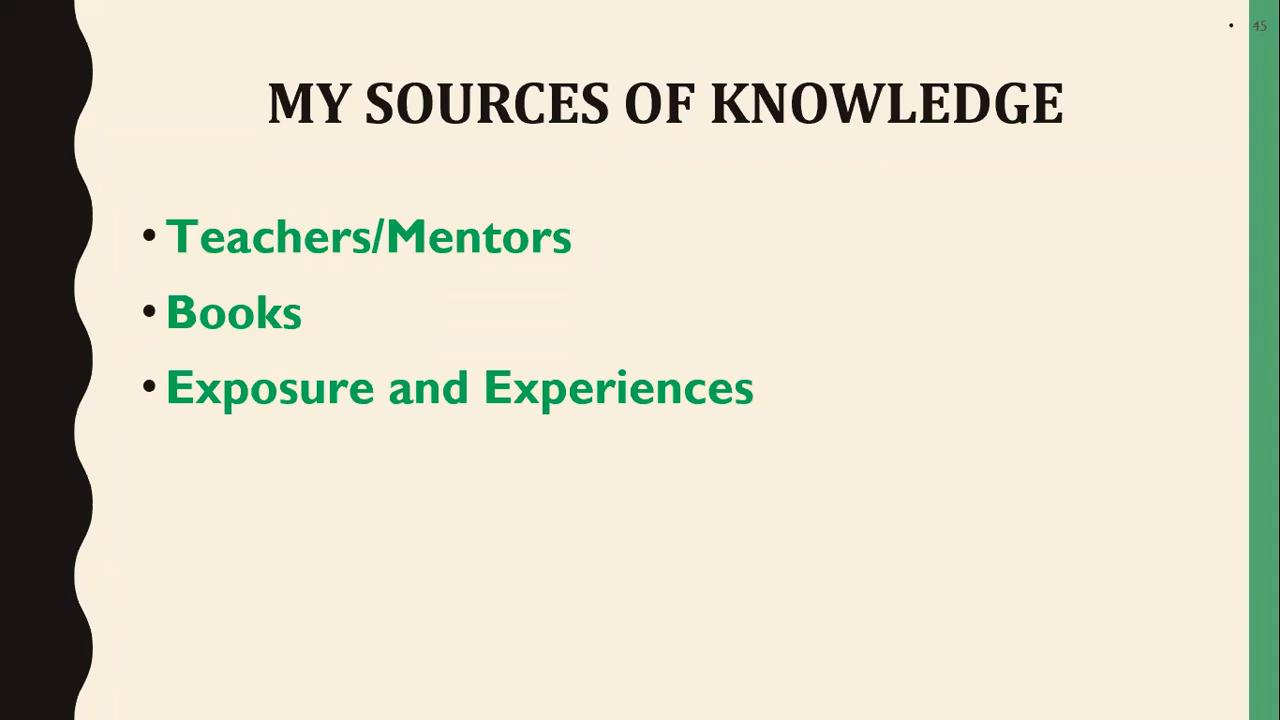 • 45
MY SOURCES OF KNOWLEDGE
• Teachers/Mentors
• Books
• Exposure and Experiences